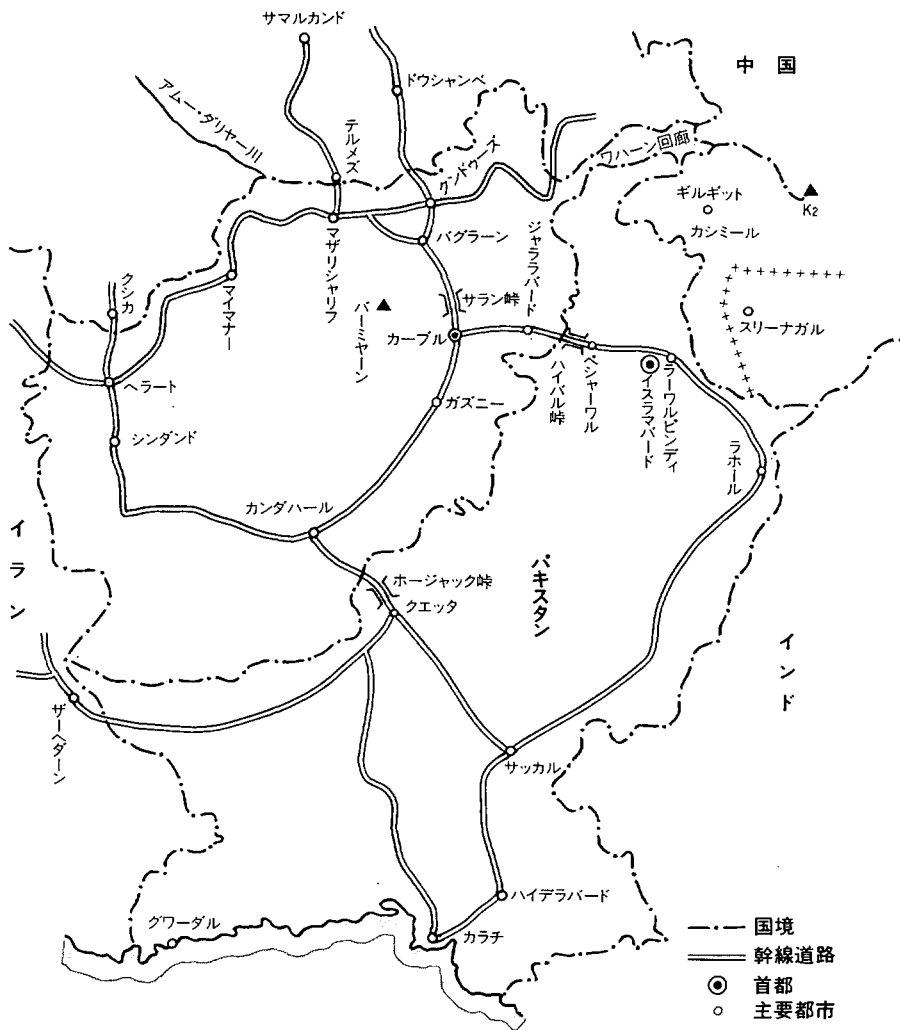 サマルカンド
中国
ドウシャンベ
アムー・ダリヤー川
テルメズ
ワハーン回廊
ギルギット
K2
カシミール
バグラーン
マザリシャリフ
ジャララバード
クシカ
マイマナー
サラン峠
スリーナガル
バーミヤーン
カーブル
ハイバル峠
ペシャーワル
イスラマバード
ラーワルピンディ
ヘラート
ガズニー
シンダンド
ラホール
カンダハール
イラン
パキスタン
ホージャック峠
クエッタ
インド
ザーヘダーン
サッカル
ハイデラバード
グワーダル
カラチ
国境
幹線道路
首都
主要都市